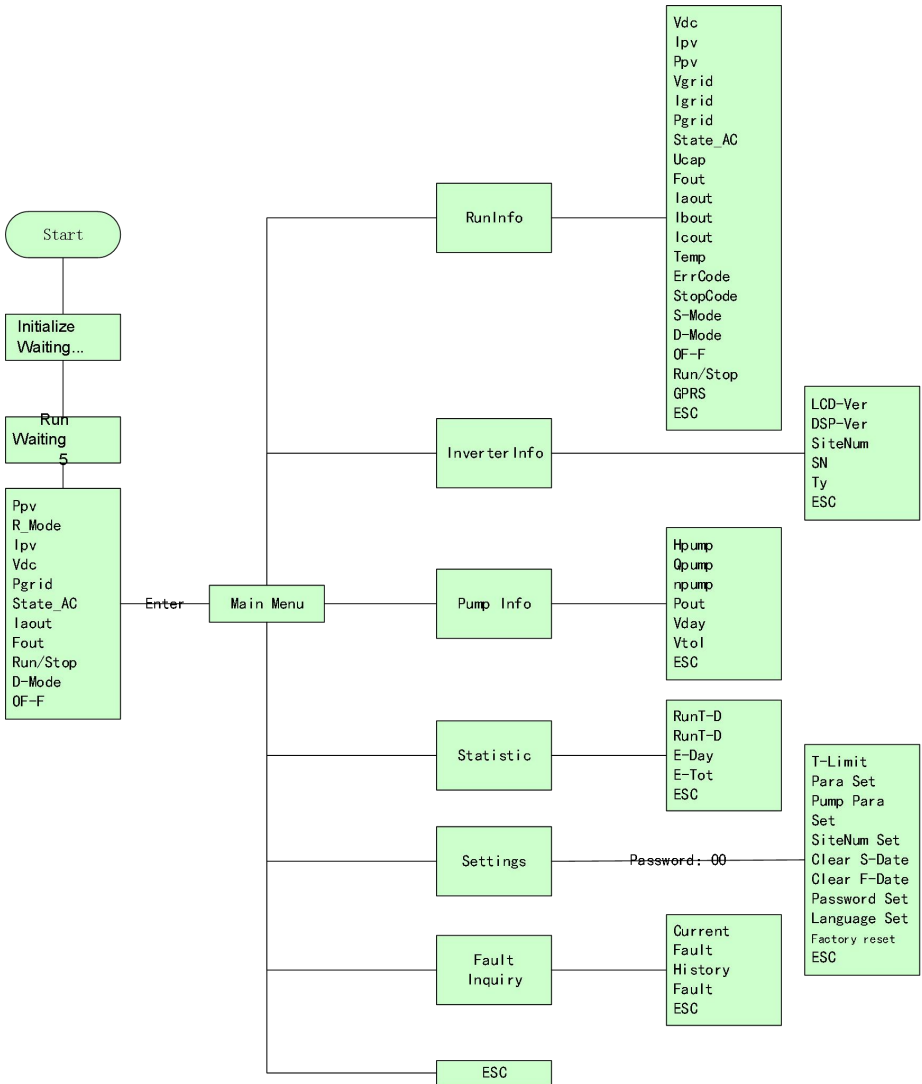 Start
Initialize
Waiting...
Run
Waiting
5
Ppv
R_Mode
Ipv
Vdc
Pgrid
State_AC
Iaout
Fout
Run/Stop
D-Mode
OF-F
Enter
Main Menu
RunInfo
Vdc
Ipv
Ppv
Vgrid
Igrid
Pgrid
State_AC
Ucap
Fout
Iaout
Ibout
Icout
Temp
ErrCode
StopCode
S-Mode
D-Mode
OF-F
Run/Stop
GPRS
ESC
InverterInfo
LCD-Ver
DSP-Ver
SiteNum
SN
Ty
ESC
Pump Info
Hpump
Qpump
npump
Pout
Vday
Vtol
ESC
Statistic
RunT-D
RunT-D
E-Day
E-Tot
ESC
Settings
Password: 00
T-Limit
Para Set
Pump Para
Set
SiteNum Set
Clear S-Date
Clear F-Date
Password Set
Language Set
Factory reset
ESC
Fault
Inquiry
Current
Fault
History
Fault
ESC
ESC